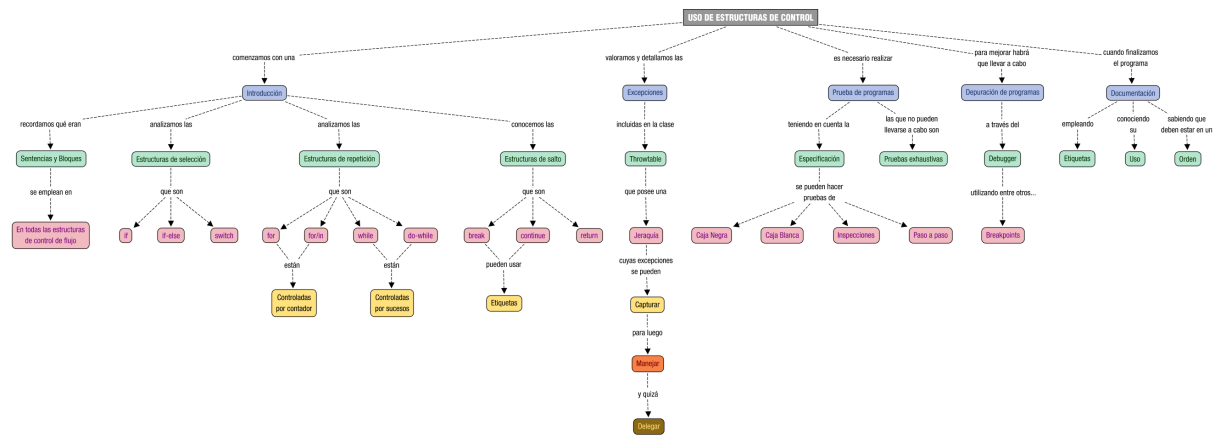 USO DE ESTRUCTURAS DE CONTROL
comenzamos con una
valoramos y detallamos las
es necesario realizar
para mejorar habrá
que llevar a cabo
cuando finalizamos
el programa
Introducción
Excepciones
Prueba de programas
Depuración de programas
Documentación
recordamos qué eran
analizamos las
analizamos las
conocemos las
incluidas en la clase
teniendo en cuenta la
las que no pueden
llevarse a cabo son
a través del
empleando
conociendo
su
sabiendo que
deben estar en un
Sentencias y Bloques
Estructuras de selección
Estructuras de repetición
Estructuras de salto
Throwtable
Especificación
Pruebas exhaustivas
Debugger
Etiquetas
Uso
Orden
se emplean en
que son
que son
que son
que posee una
se pueden hacer
pruebas de
utilizando entre otros...
En todas las estructuras
de control de flujo
if
if-else
switch
for
for/in
while
do-while
break
continue
return
Jeraquía
Caja Negra
Caja Blanca
Inspecciones
Paso a paso
Breakpoints
están
están
pueden usar
cuyas excepciones
se pueden
Controladas
por contador
Controladas
por sucesos
Etiquetas
Capturar
para luego
Manejar
y quizá
Delegar